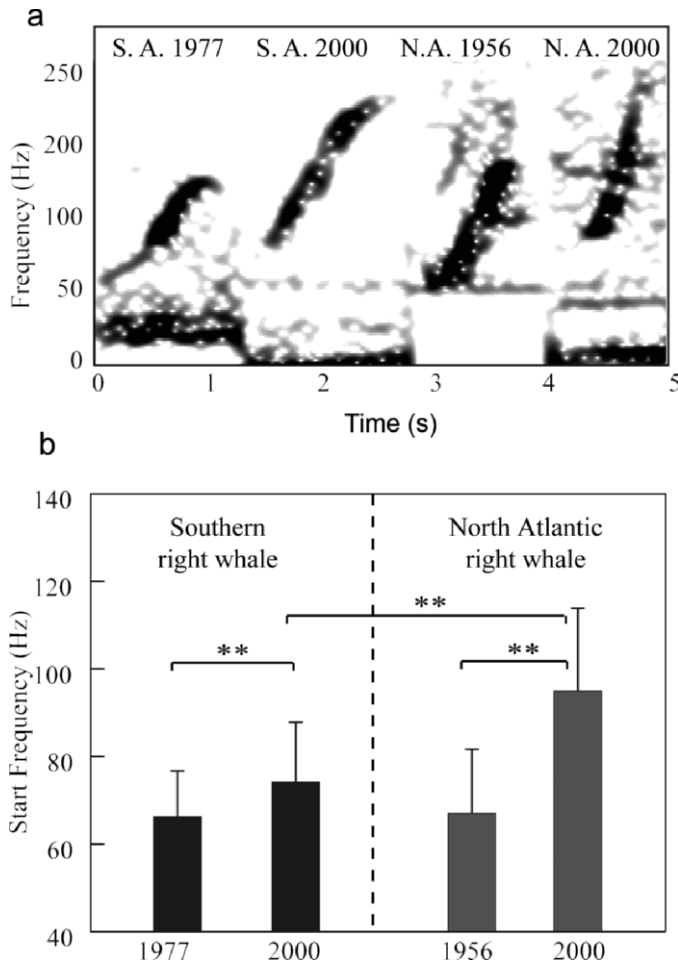 a
S. A. 1977 S. A. 2000 N.A. 1956 N. A. 2000
250
200
100
50
0
Frequency (Hz)
0 1 2 3 4 5
Time (s)
b
140
120
100
80
60
40
Start Frequency (Hz)
Southern
right whale
North Atlantic
right whale
**
**
**
1977 2000 1956 2000